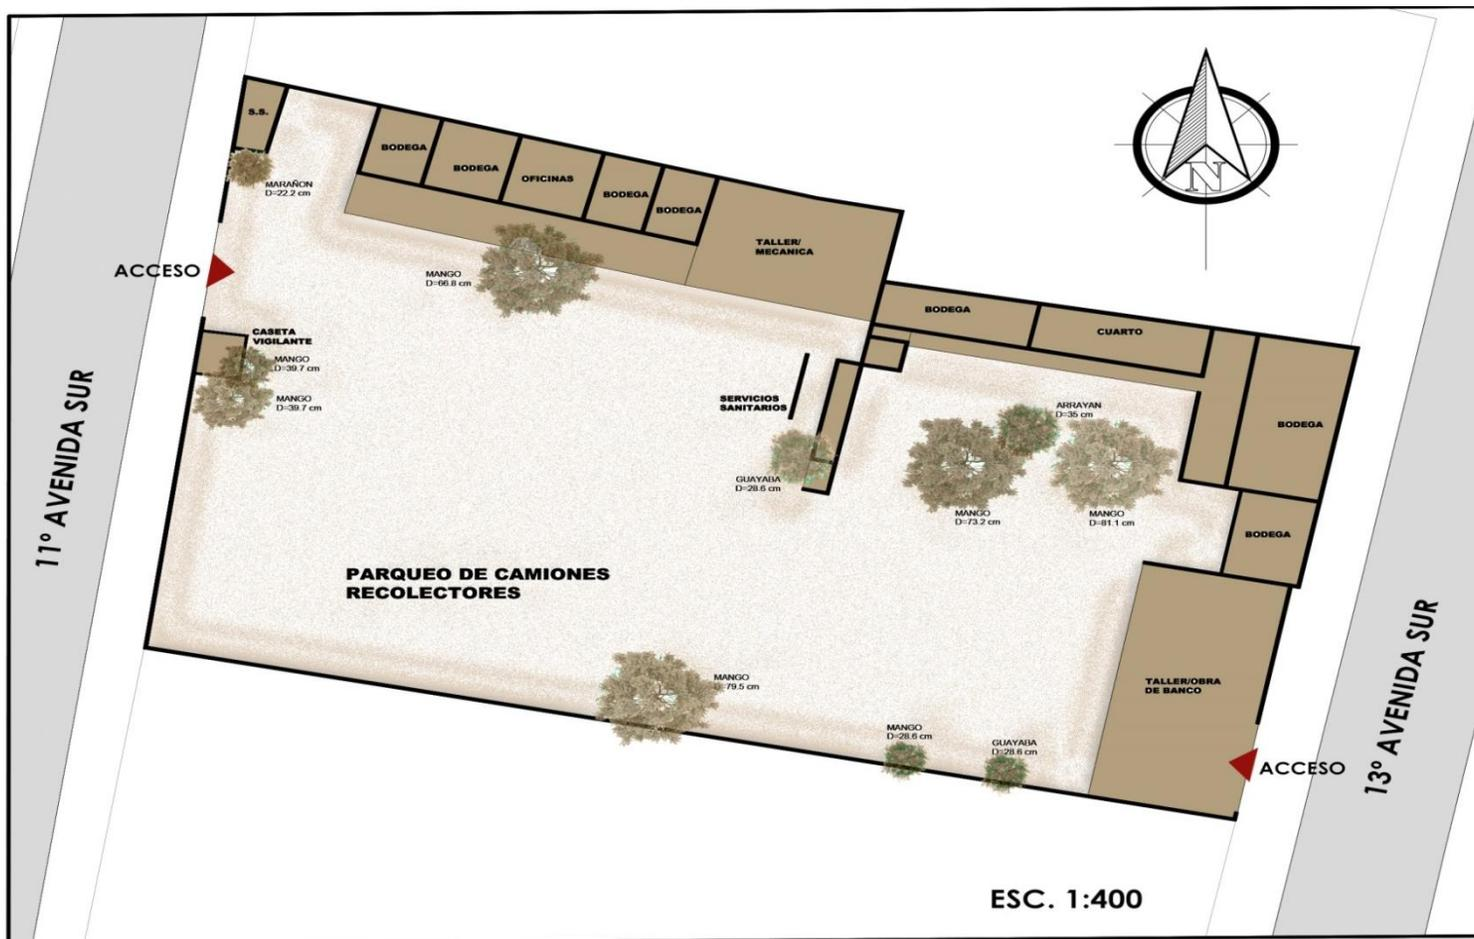 S.S.
BODEGA
BODEGA
OFICINAS
BODEGA
BODEGA
N
MARAÑON
D=22.2 cm
TALLER/
MECANICA
ACCESO
MANGO
D=66.8 cm
BODEGA
CUARTO
CASETA
VIGILANTE
MANGO
D=39.7 cm
MANGO
D=39.7 cm
SERVICIOS
SANITARIOS
ARRAYAN
D=35 cm
BODEGA
11º AVENIDA SUR
GUAYABA
D=28.6 cm
MANGO
D=73.2 cm
MANGO
D=81.1 cm
BODEGA
PARQUEO DE CAMIONES
RECOLECTORES
MANGO
D=79.5 cm
TALLER/OBRA
DE BANCO
13º AVENIDA SUR
MANGO
D=28.6 cm
GUAYABA
D=28.6 cm
ACCESO
ESC. 1:400